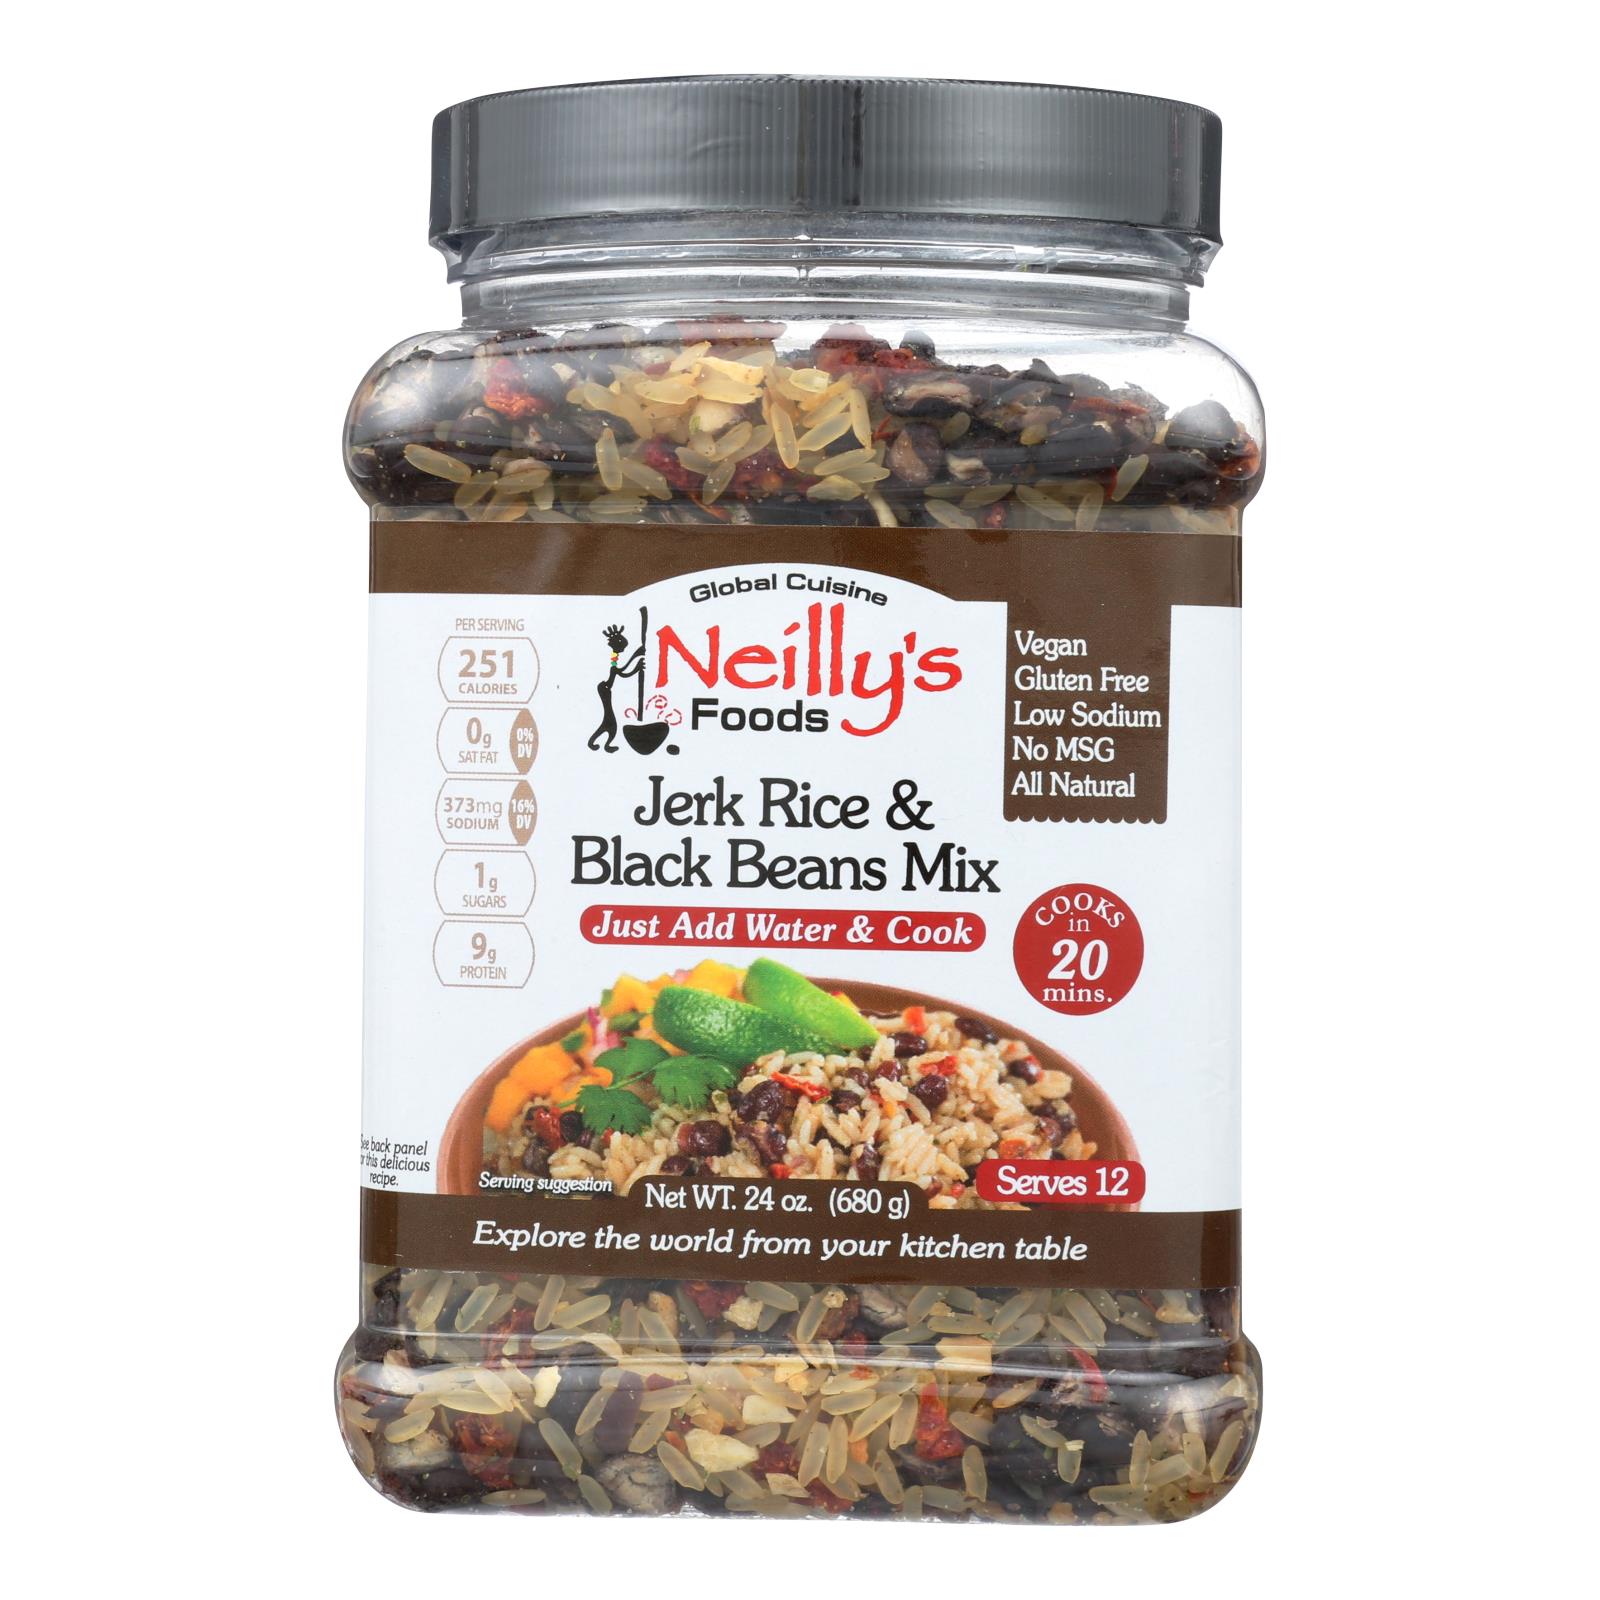 Global Cuisine
Neilly's
Foods
PER SERVING
251
CALORIES
0g
SAT FAT
0%
DV
373mg
SODIUM
16%
DV
1g
SUGARS
9g
PROTEIN
Vegan
Gluten Free
Low Sodium
No MSG
All Natural
Jerk Rice &
Black Beans Mix
Just Add Water & Cook
COOKS
in
20
mins.
See back panel
or this delicious
recipe.
Serving suggestion
Serves 12
Net WT. 24 oz. (680 g)
Explore the world from your kitchen table